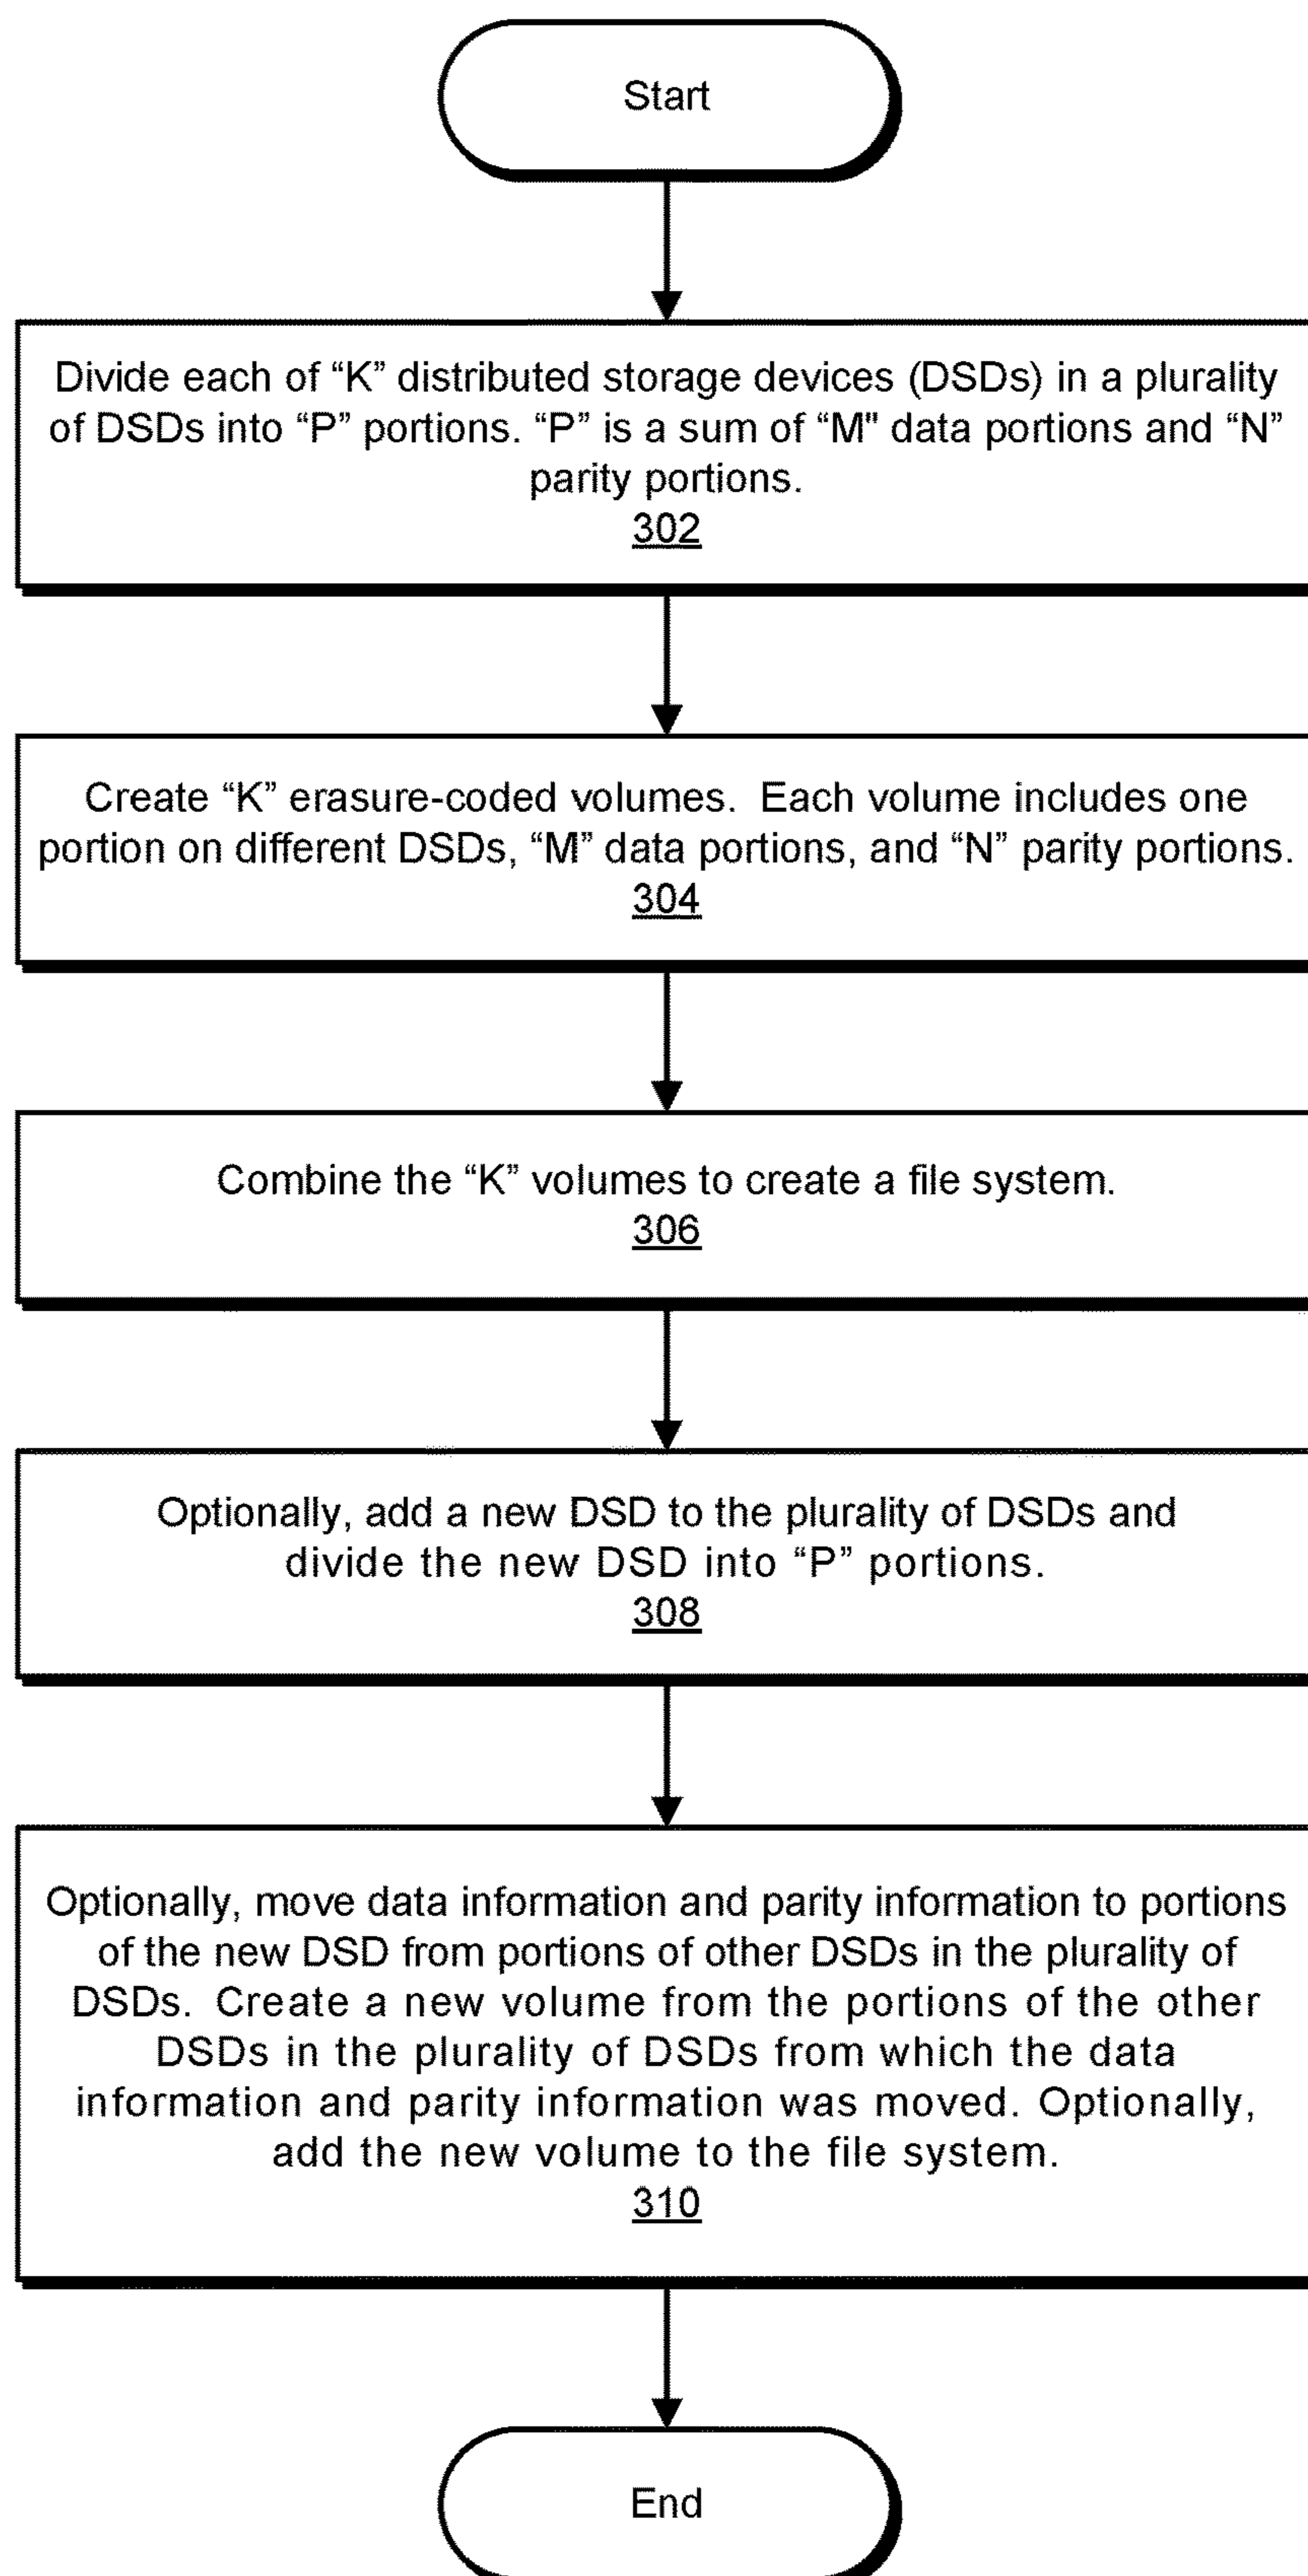 Start
Divide each of “K” distributed storage devices (DSDs) in a plurality
of DSDs into “P” portions. “P” is a sum of “M" data portions and “N”
parity portions.
302
Create “K” erasure-coded volumes.  Each volume includes one
portion on different DSDs, “M” data portions, and “N” parity portions.
304
Combine the “K” volumes to create a file system.
306
Optionally, add a new DSD to the plurality of DSDs and
divide the new DSD into “P” portions.
308
Optionally, move data information and parity information to portions
of the new DSD from portions of other DSDs in the plurality of
DSDs.  Create a new volume from the portions of the other
DSDs in the plurality of DSDs from which the data
information and parity information was moved. Optionally,
add the new volume to the file system.
310
End